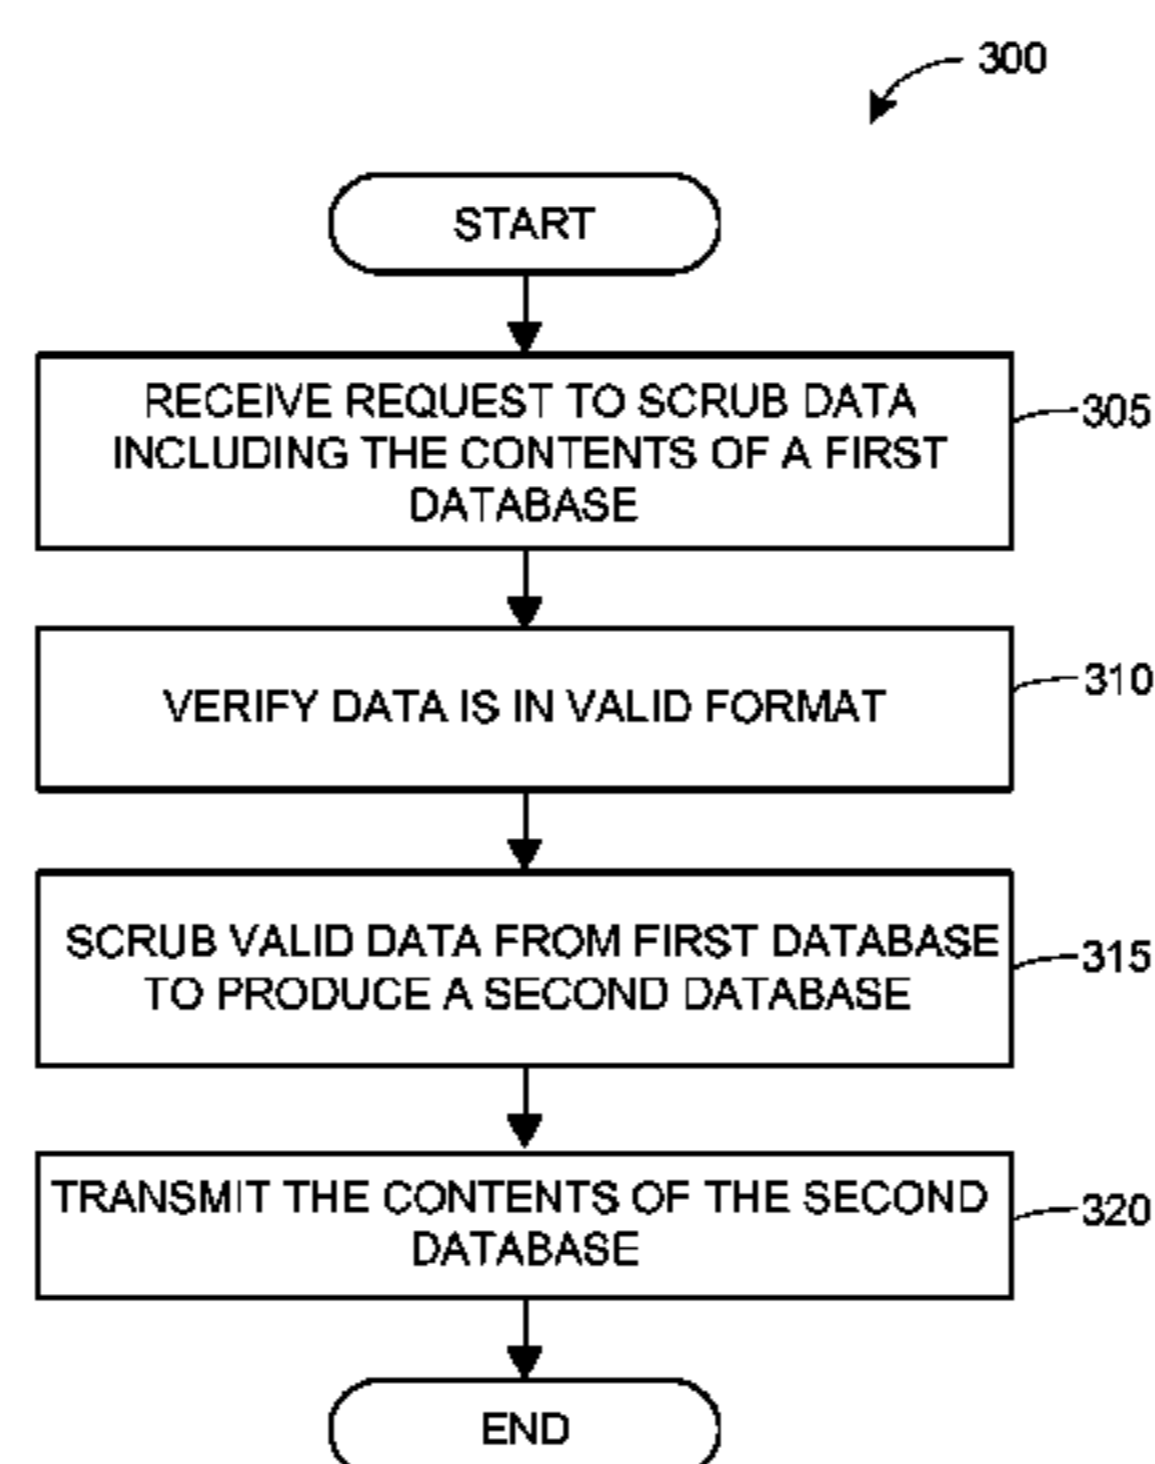 300
START
RECEIVE REQUEST TO SCRUB DATA
INCLUDING THE CONTENTS OF A FIRST
DATABASE
305
VERIFY DATA IS IN VALID FORMAT
310
SCRUB VALID DATA FROM FIRST DATABASE
TO PRODUCE A SECOND DATABASE
315
TRANSMIT THE CONTENTS OF THE SECOND
DATABASE
320
END